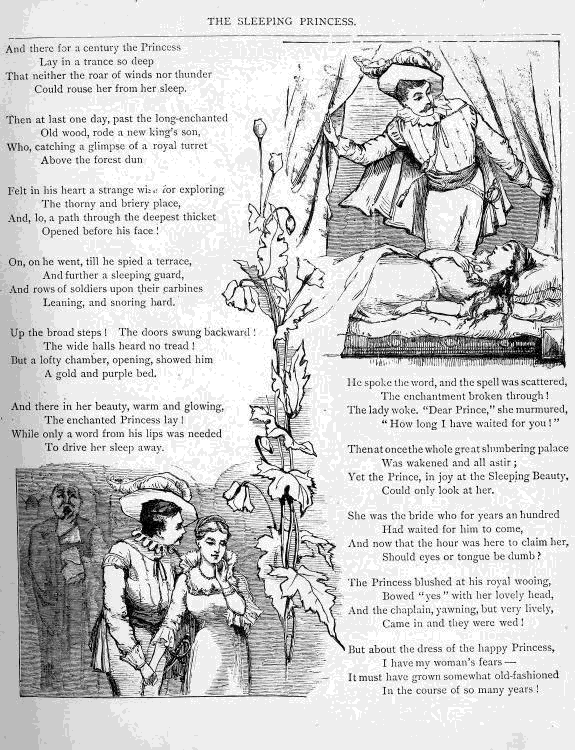 THE SLEEPING PRINCESS.
And there for a century the Princess
Lay in a trance so deep
That neither the roar of winds nor thunder
Could rouse her from her sleep.
Then at last one day, past the long-enchanted
Old wood, rode a new king's son,
Who, catching a glimpse of a royal turret
Above the forest dun
Felt in his heart a strange for exploring
The thorny and briery place,
And, lo, a path through the deepest thicket
Opened before his face!
On, on he went, till he spied a terrace,
And further a sleeping guard,
And rows of soldiers upon their carbines
Leaning, and snoring hard.
Up the broad steps! The doors swung backward!
The wide halls heard no tread!
But a lofty chamber, opening, showed him
A gold and purple bed.
And there in her beauty, warm and glowing,
The enchanted Princess lay!
While only a word from his lips was needed
To drive her sleep away.
He spoke the word, and the spell was scattered,
The enchantment broken through!
The lady woke. "Dear Prince," she murmured,
"How long I have waited for you!"
Then at once the whole great slumbering palace
Was wakened and all astir;
Yet the Prince, in joy at the Sleeping Beauty,
Could only look at her.
She was the bride who for years an hundred
Had waited for him to come,
And now that the hour was here to claim her,
Should eyes or tongue be dumb?
The Princess blushed at his royal wooing,
Bowed "yes" with her lovely head,
And the chaplain, yawning, but very lively,
Came in and they were wed!
But about the dress of the happy Princess,
I have my woman's fears—
It must have grown somewhat old-fashioned
In the course of so many years!